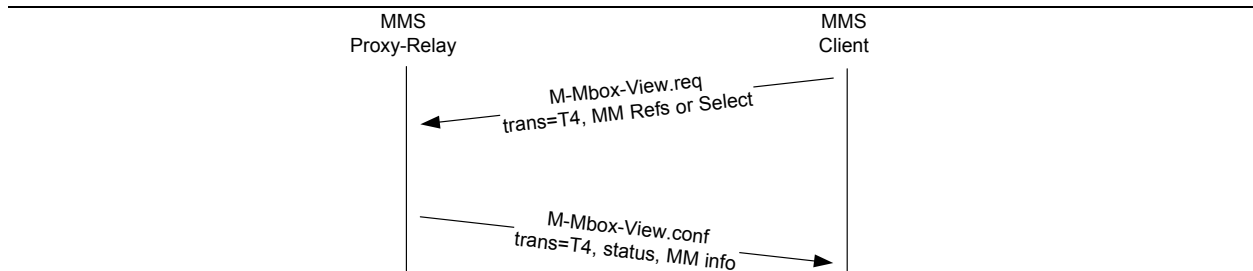 MMS
Proxy-Relay
MMS
Client
M-Mbox-View.req
trans=T4, MM Refs or Select
M-Mbox-View.conf
trans=T4, status, MM info